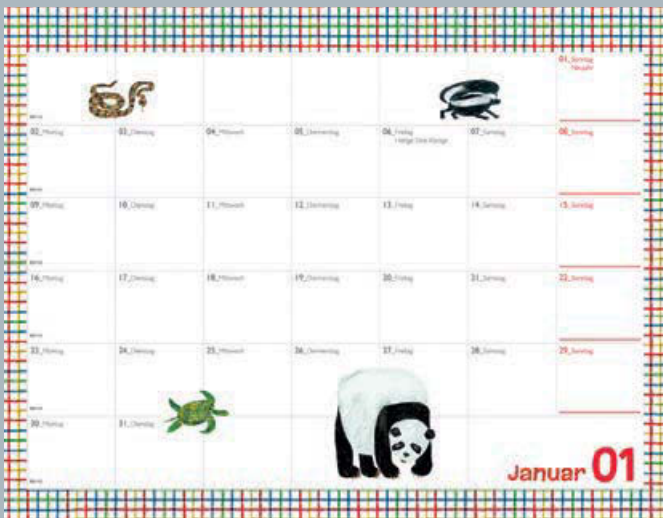 01_Sonntag
Neujahr
02_Montag
03_Dienstag
04_Mittwoch
05_Donnerstag
06_Freitag
Heilige Drei Könige
07_Samstag
08_Sonntag
09_Montag
10_Dienstag
11_Mittwoch
12_Donnerstag
13_Freitag
14_Samstag
15_Sonntag
16_Montag
17_Dienstag
18_Mittwoch
19_Donnerstag
20_Freitag
21_Samstag
22_Sonntag
23_Montag
24_Dienstag
25_Mittwoch
26_Donnerstag
27_Freitag
28_Samstag
29_Sonntag
30_Montag
31_Dienstag
Januar 01